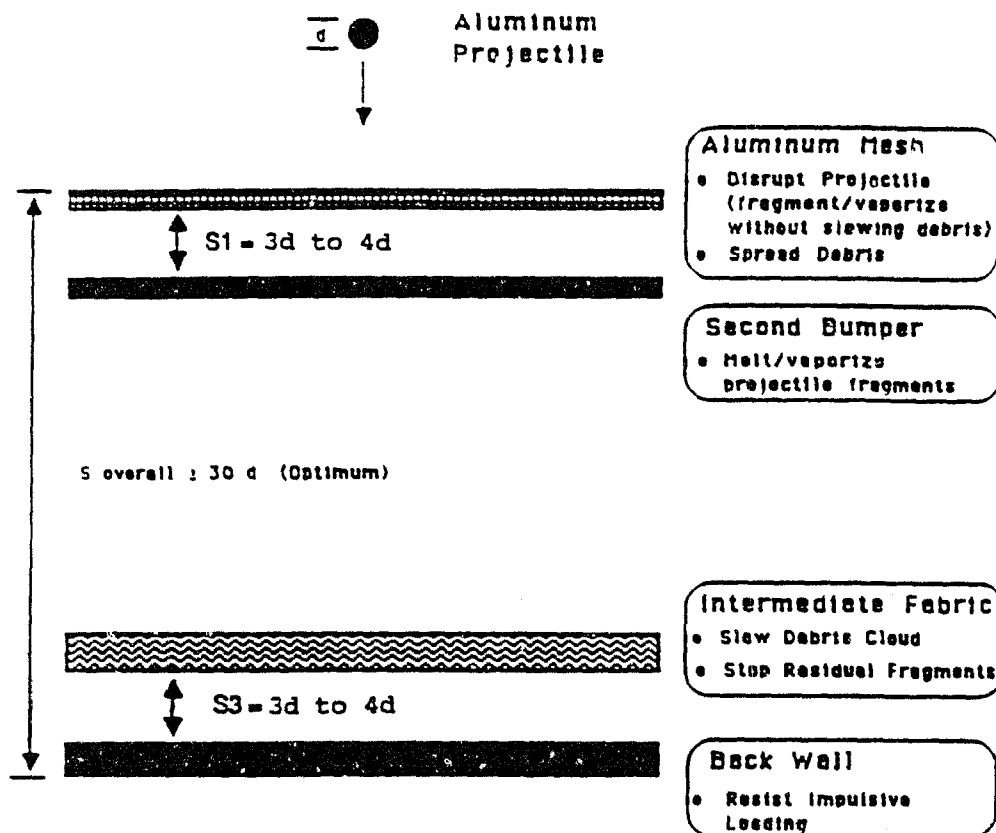 d
Aluminum
Projectile
Aluminum Mesh
• Disrupt Projectile
(fragment/vaporize
without slowing debris)
• Spread Debris
S1 = 3d to 4d
Second Bumper
• Melt/vaporize
projectile fragments
S overall ≥ 30 d (Optimum)
Intermediate Fabric
• Slow Debris Cloud
• Stop Residual Fragments
S3 = 3d to 4d
Back Wall
• Resist Impulsive
Loading